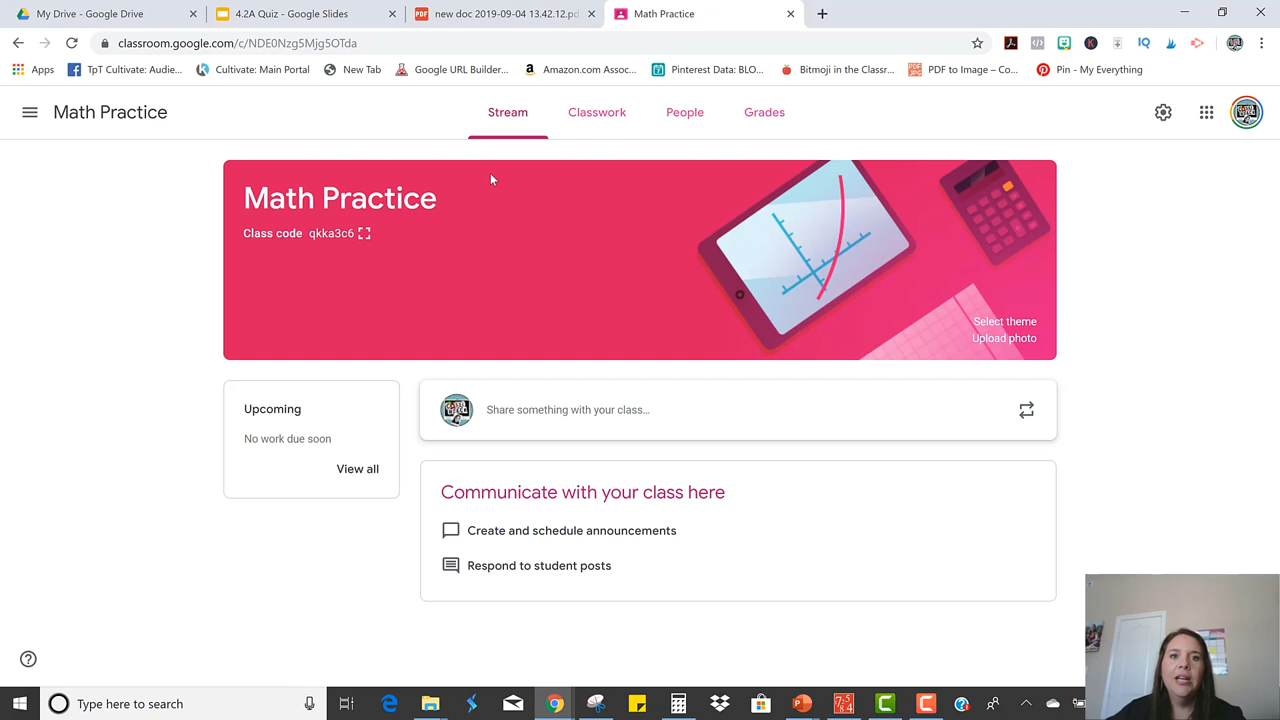 My Drive - Google Drive
4.2A Quiz - Google Slides
PDF
new doc 2019-09-04 13.42.12.pd
Math Practice
classroom.google.com/c/NDE0Nzg5Mjg5OTda
Apps
TpT Cultivate: Audie...
Cultivate: Main Portal
New Tab
Google URL Builder...
Amazon.com Assoc...
Pinterest Data: BLO...
Bitmoji in the Classr...
PDF to Image – Co...
Pin - My Everything
Math Practice
Stream
Classwork
People
Grades
Math Practice
Class code qkka3c6
Select theme
Upload photo
Upcoming
No work due soon
View all
Share something with your class...
Communicate with your class here
Create and schedule announcements
Respond to student posts
Type here to search